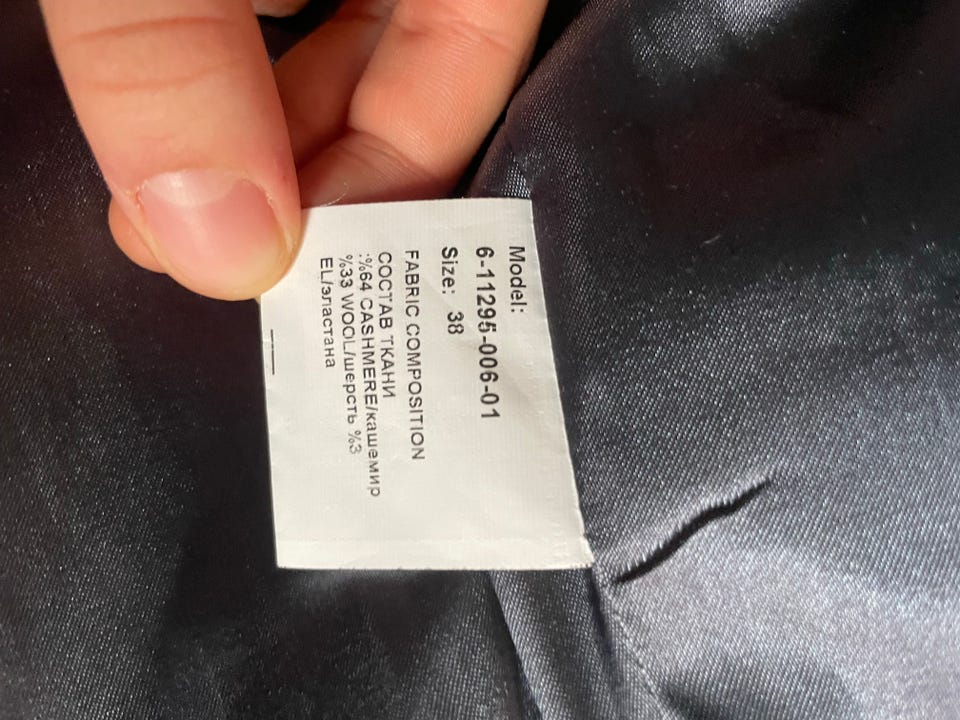 Model:
6-11295-006-01
Size: 38
FABRIC COMPOSITION
СОСТАВ ТКАНИ
:%64 CASHMERE/кашемир
%33 WOOL/шерсть %3
EL/эластана